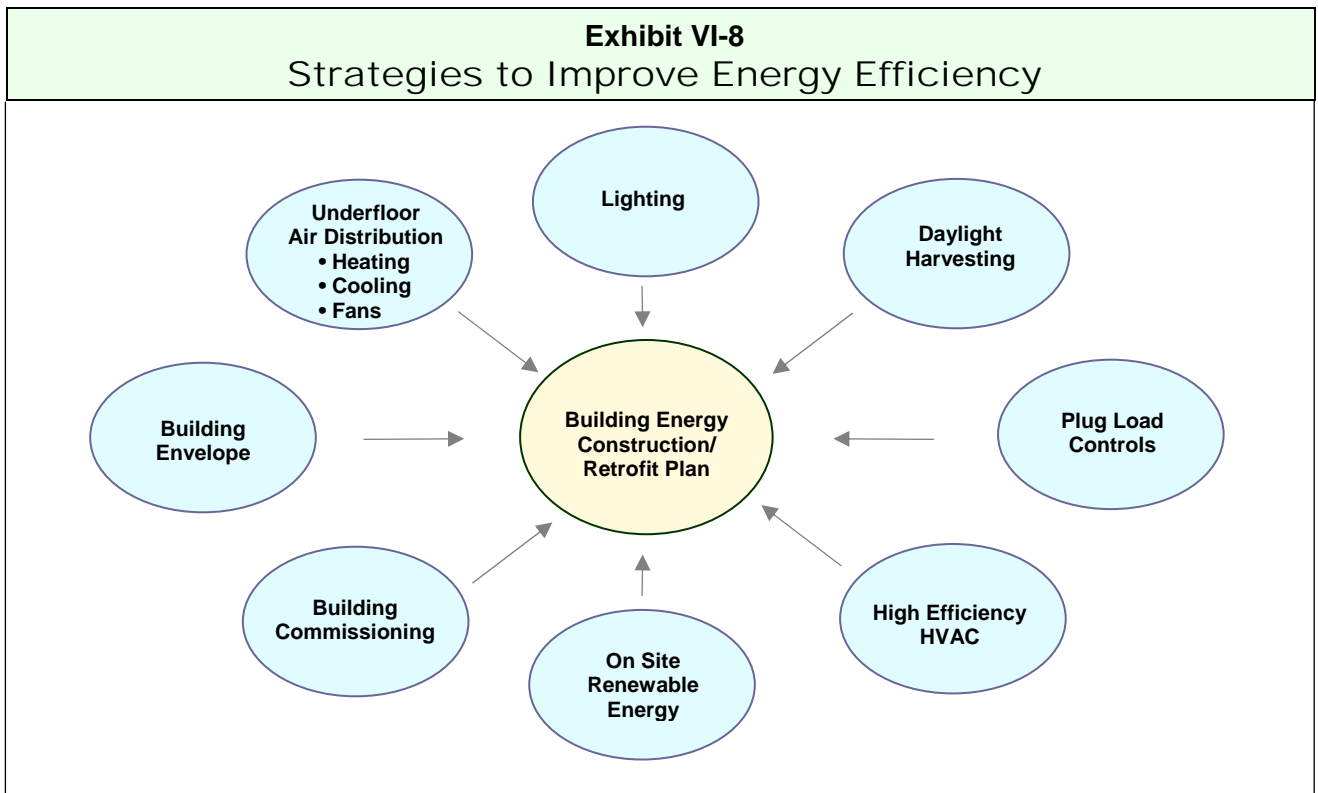 Exhibit VI-8
Strategies to Improve Energy Efficiency
Lighting
Underfloor
Air Distribution
• Heating
• Cooling
• Fans
Daylight
Harvesting
Building
Envelope
Building Energy
Construction/
Retrofit Plan
Plug Load
Controls
Building
Commissioning
On Site
Renewable
Energy
High Efficiency
HVAC